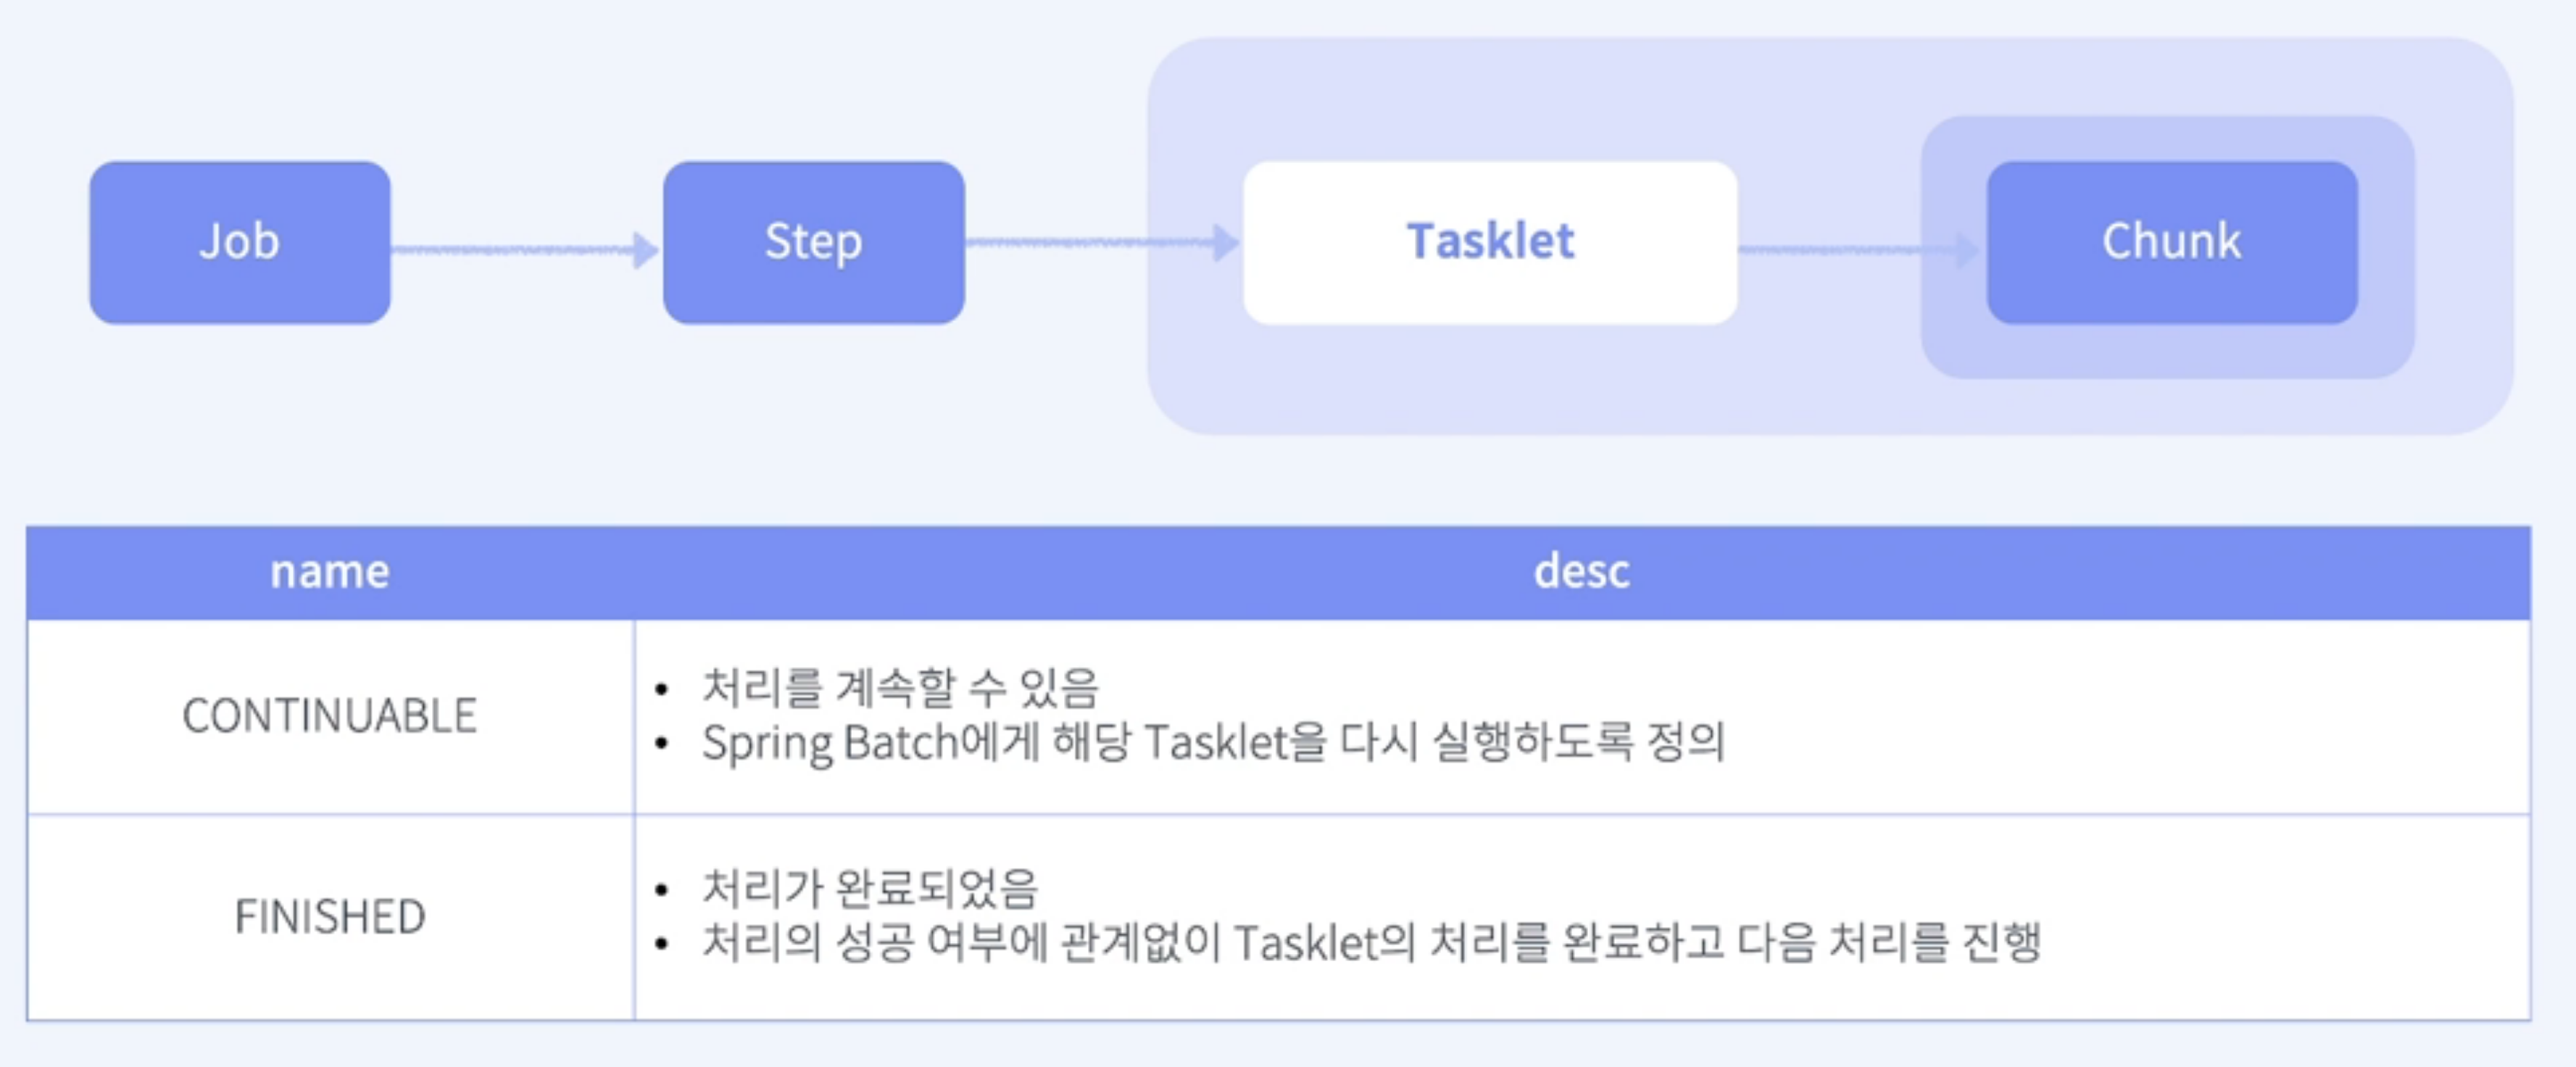 Job
Step
Tasklet
Chunk
name
desc
CONTINUABLE
• 처리를 계속할 수 있음
• Spring Batch에게 해당 Tasklet을 다시 실행하도록 정의
FINISHED
• 처리가 완료되었음
• 처리의 성공 여부에 관계없이 Tasklet의 처리를 완료하고 다음 처리를 진행